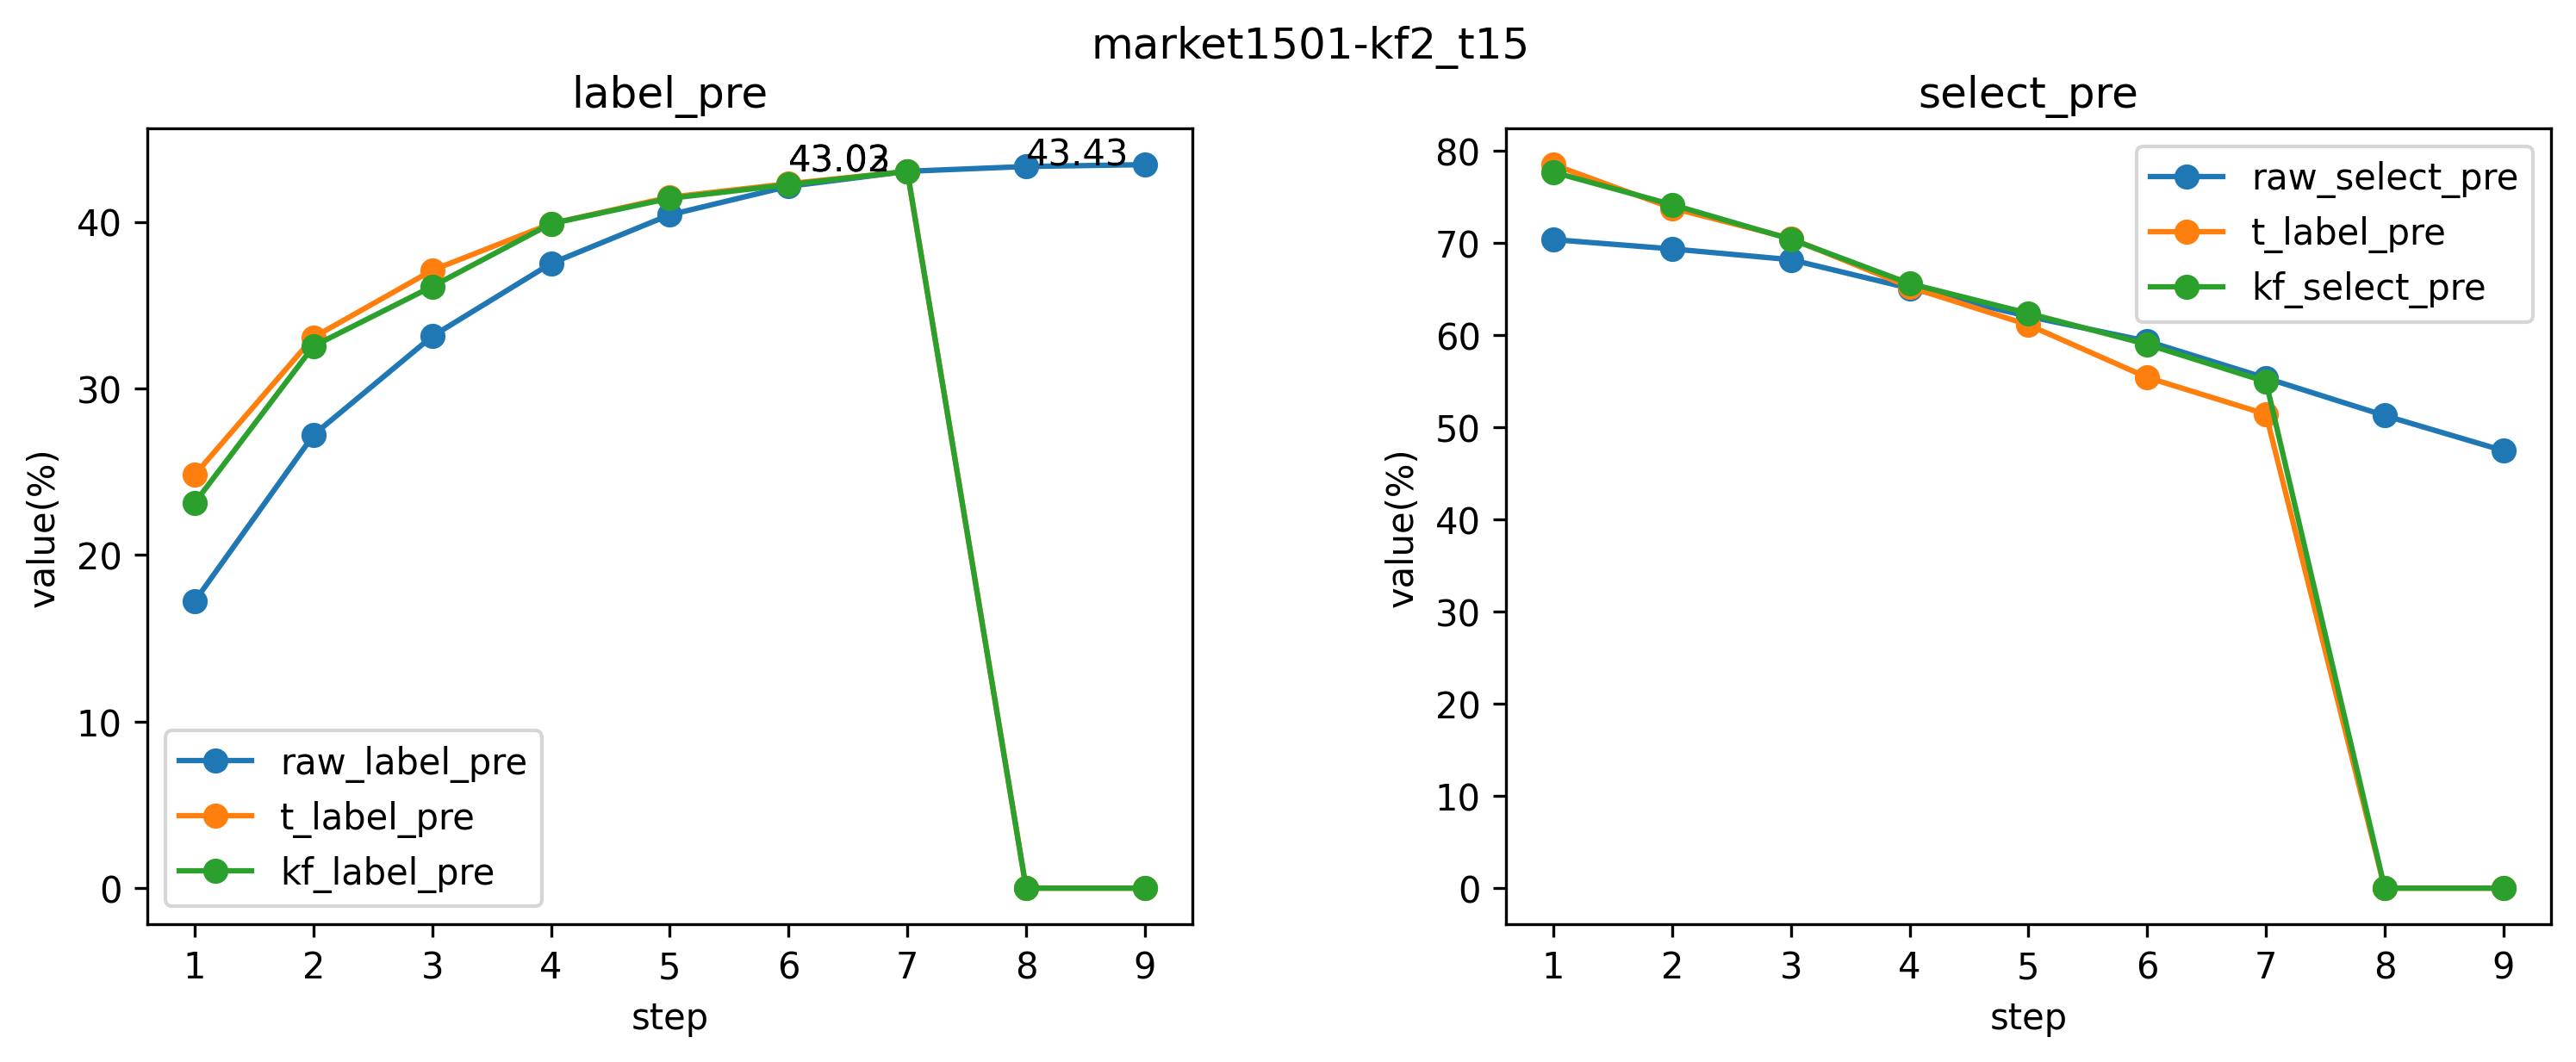 market1501-kf2_t15
label_pre
43.43
value(%)
40
30
20
10
0
raw_label_pre
t_label_pre
kf_label_pre
1 2 3 4 5 6 7 8 9
step
select_pre
value(%)
80
70
60
50
40
30
20
10
0
raw_select_pre
t_label_pre
kf_select_pre
1 2 3 4 5 6 7 8 9
step